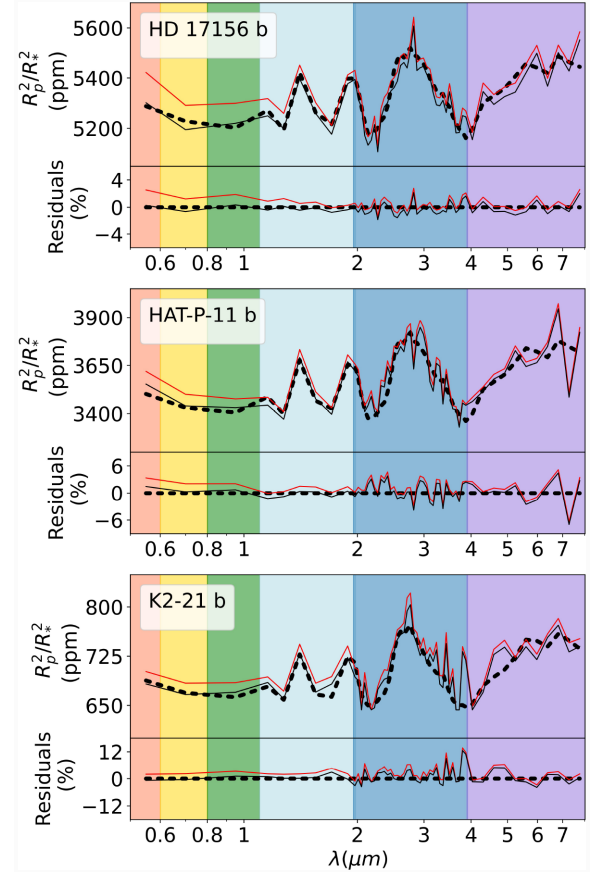 HD 17156 b
5600
5400
5200
R_p^2/R_*^2
(ppm)
4
0
−4
Residuals
(%)
0.6 0.8 1 2 3 4 5 6 7
HAT-P-11 b
3900
3650
3400
R_p^2/R_*^2
(ppm)
6
0
−6
Residuals
(%)
0.6 0.8 1 2 3 4 5 6 7
K2-21 b
800
725
650
R_p^2/R_*^2
(ppm)
12
0
−12
Residuals
(%)
0.6 0.8 1 2 3 4 5 6 7
λ(μm)